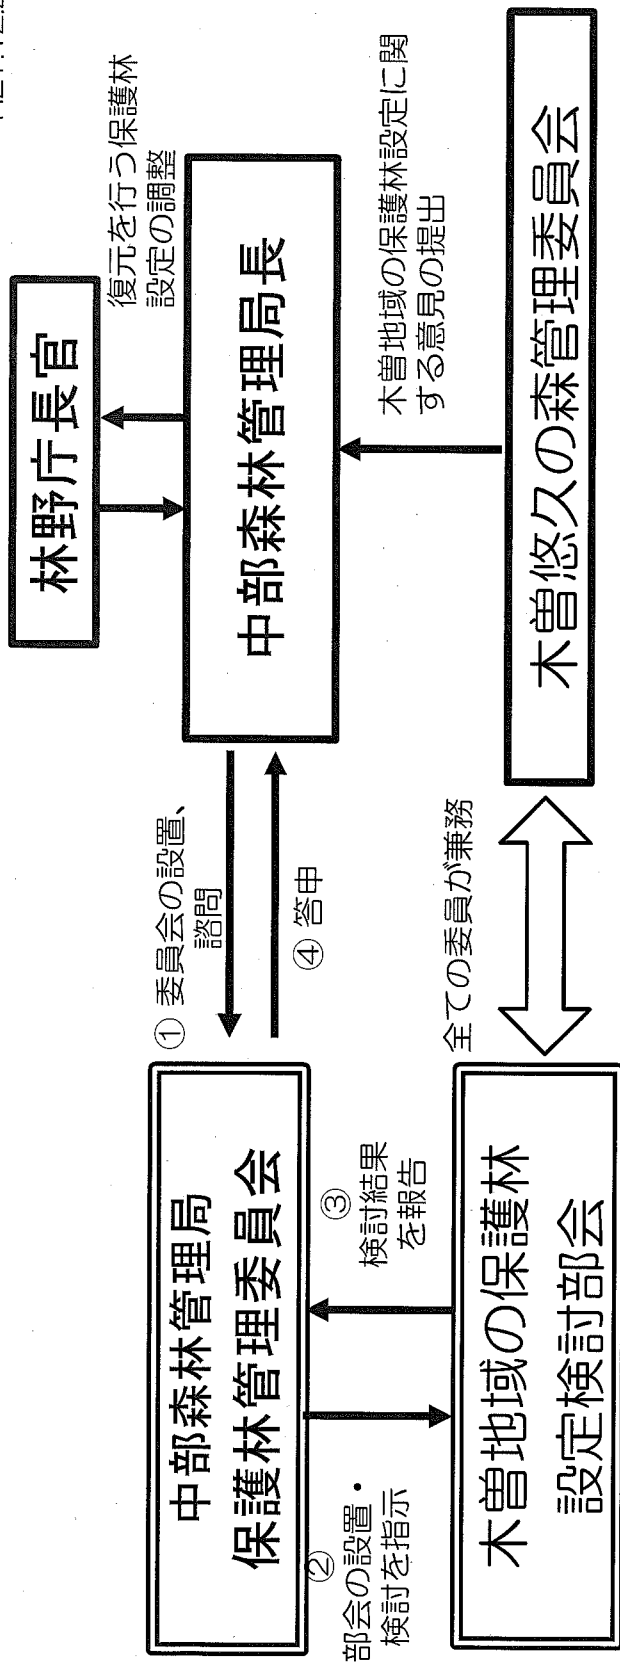 林野庁長官
復元を行う保護林
設定の調整
中部森林管理局長
① 委員会の設置、
諮問
④ 答申
中部森林管理局
保護林管理委員会
木曽地域の保護林設定に関
する意見の提出
②
部会の設置・
検討を指示
③
検討結果
を報告
木曽地域の保護林
設定検討部会
全ての委員が兼務
木曽悠久の森管理委員会